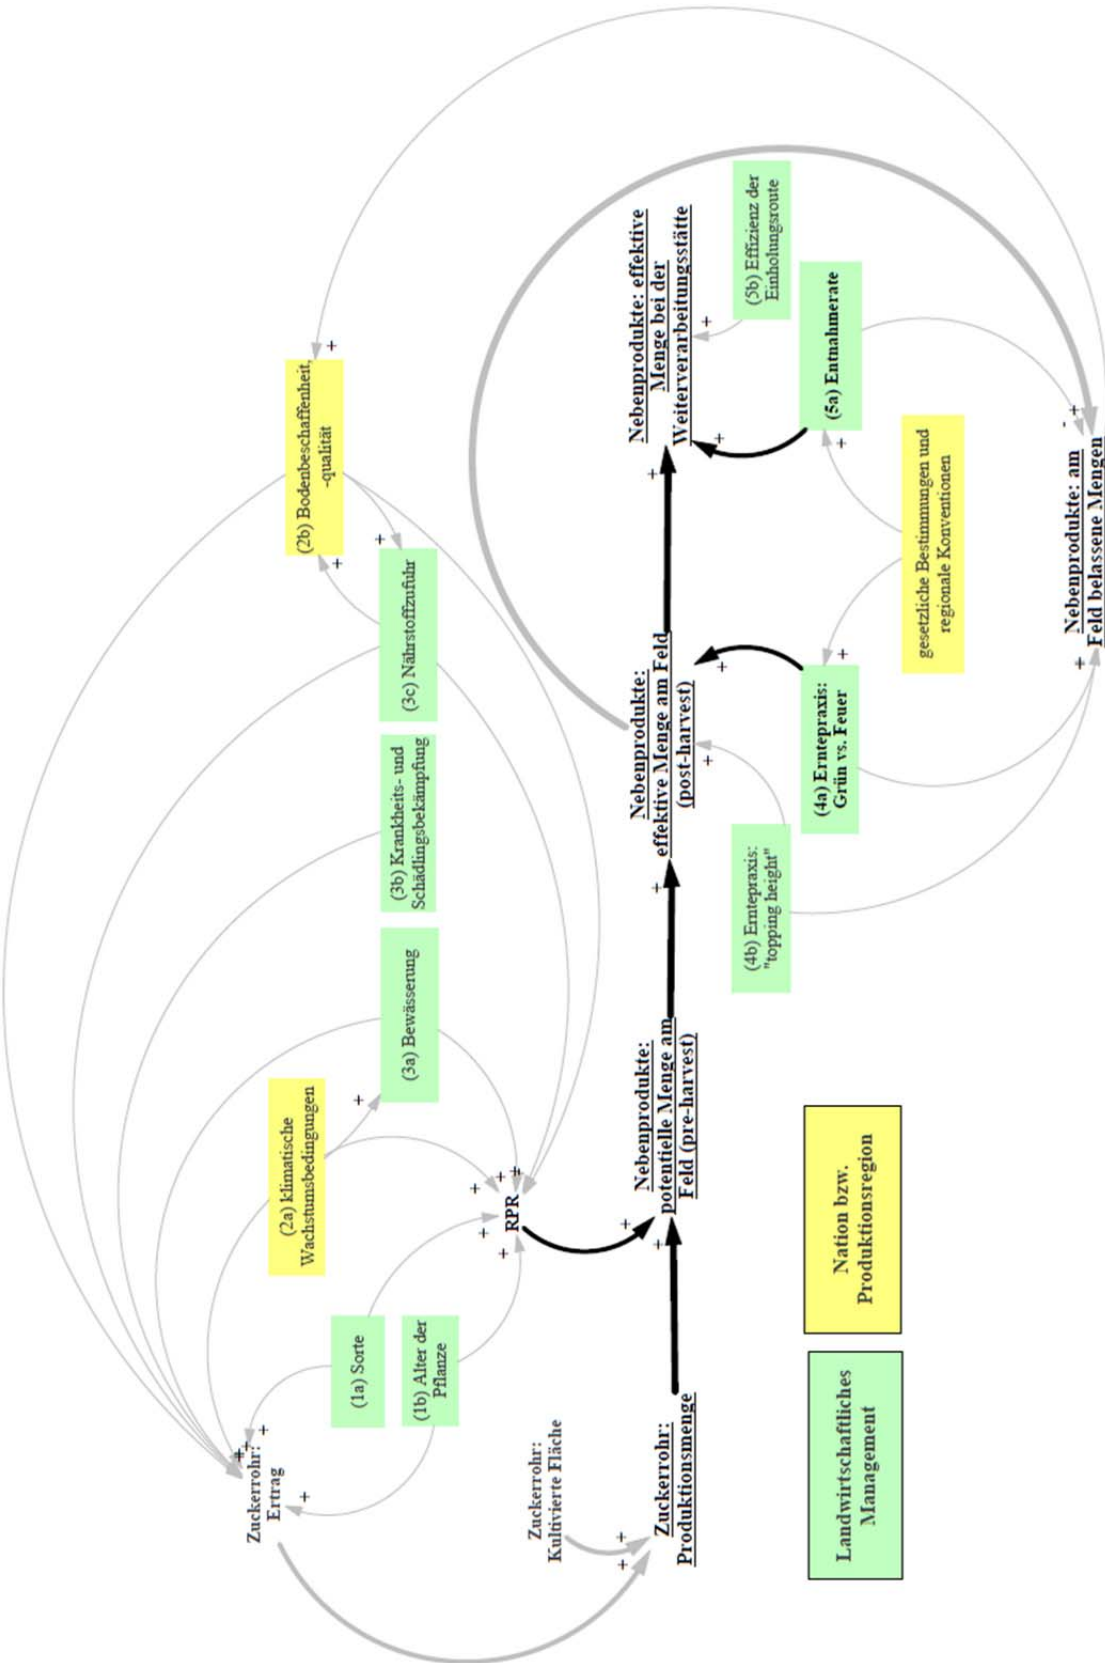 Zuckerrohr:
Ertrag
(1a) Sorte
(1b) Alter der
Pflanze
(2a) klimatische
Wachstumsbedingungen
(3a) Bewässerung
(3b) Krankheits- und
Schädlingsbekämpfung
(3c) Nährstoffzufuhr
(2b) Bodenbeschaffenheit,
-qualität
RPR
Zuckerrohr:
Kultivierte Fläche
Zuckerrohr:
Produktionsmenge
Nebenprodukte:
potentielle Menge am
Feld (pre-harvest)
Nebenprodukte:
effektive Menge am Feld
(post-harvest)
Nebenprodukte: effektive
Menge bei der
Weiterverarbeitungsstätte
(4b) Erntepraxis:
"topping height"
(4a) Erntepraxis:
Grün vs. Feuer
(5b) Effizienz der
Einholungsroute
(5a) Entnahmerate
gesetzliche Bestimmungen und
regionale Konventionen
Nebenprodukte: am
Feld belassene Mengen
Landwirtschaftliches
Management
Nation bzw.
Produktionsregion